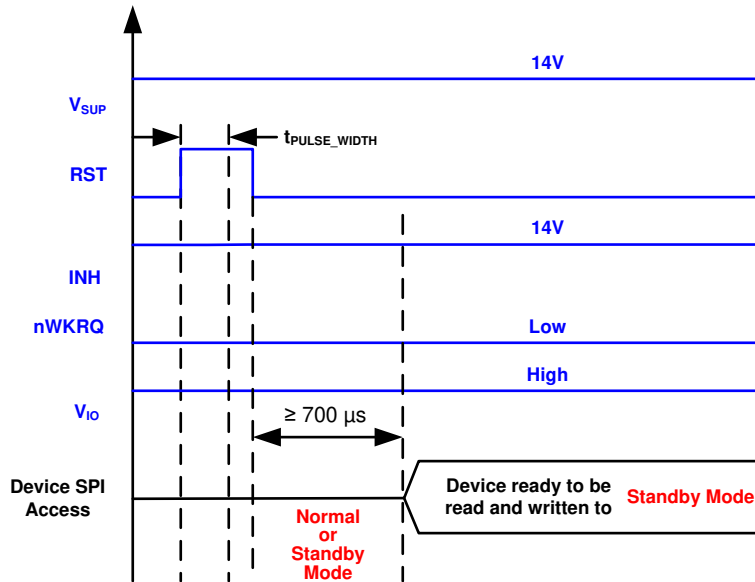 14V
VSUP
tPULSE_WIDTH
RST
14V
INH
nWKRQ
Low
High
VIO
≥ 700 µs
Device SPI
Access
Device ready to be
read and written to
Standby Mode
Normal
or
Standby
Mode